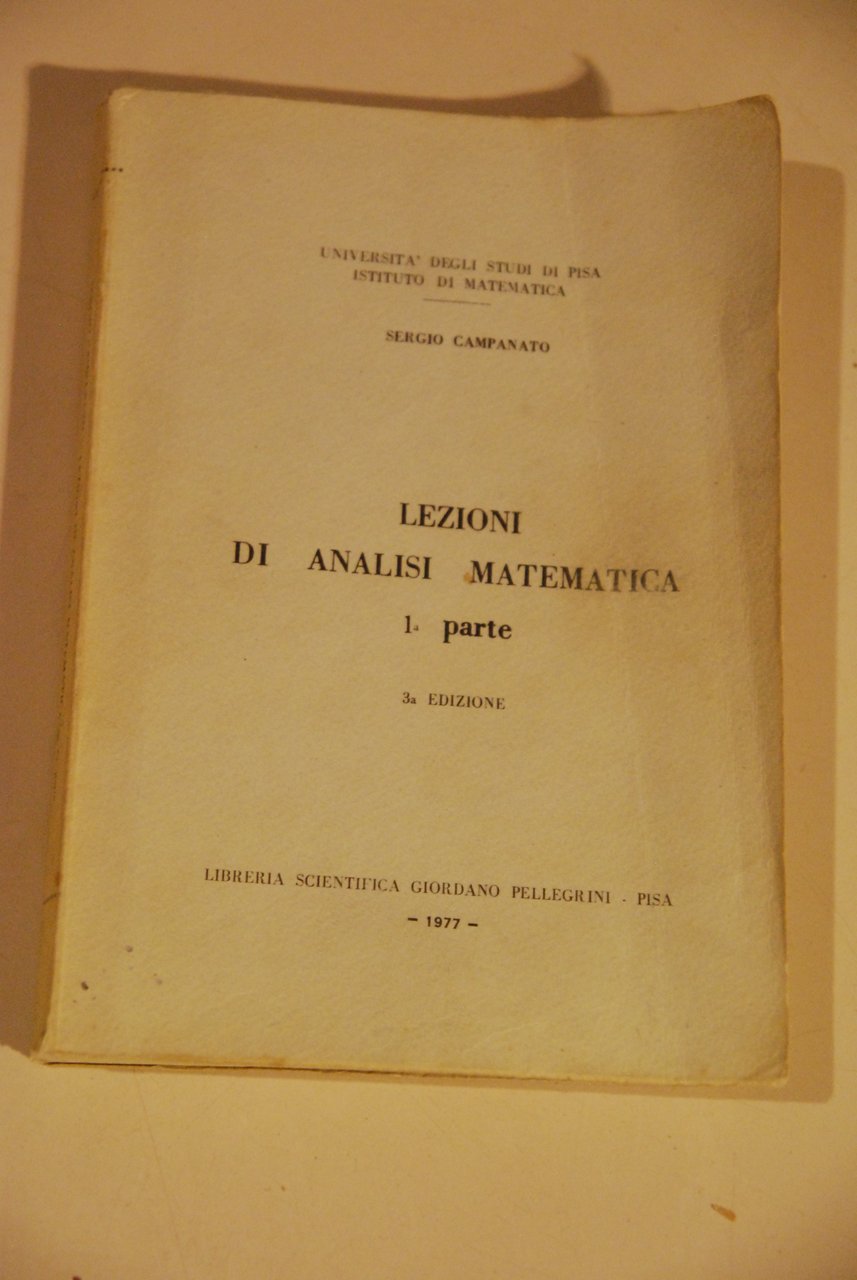 UNIVERSITA' DEGLI STUDI DI PISA
ISTITUTO DI MATEMATICA
SERGIO CAMPANATO
LEZIONI
DI ANALISI MATEMATICA
1ª parte
3a EDIZIONE
LIBRERIA SCIENTIFICA GIORDANO PELLEGRINI - PISA
- 1977 -